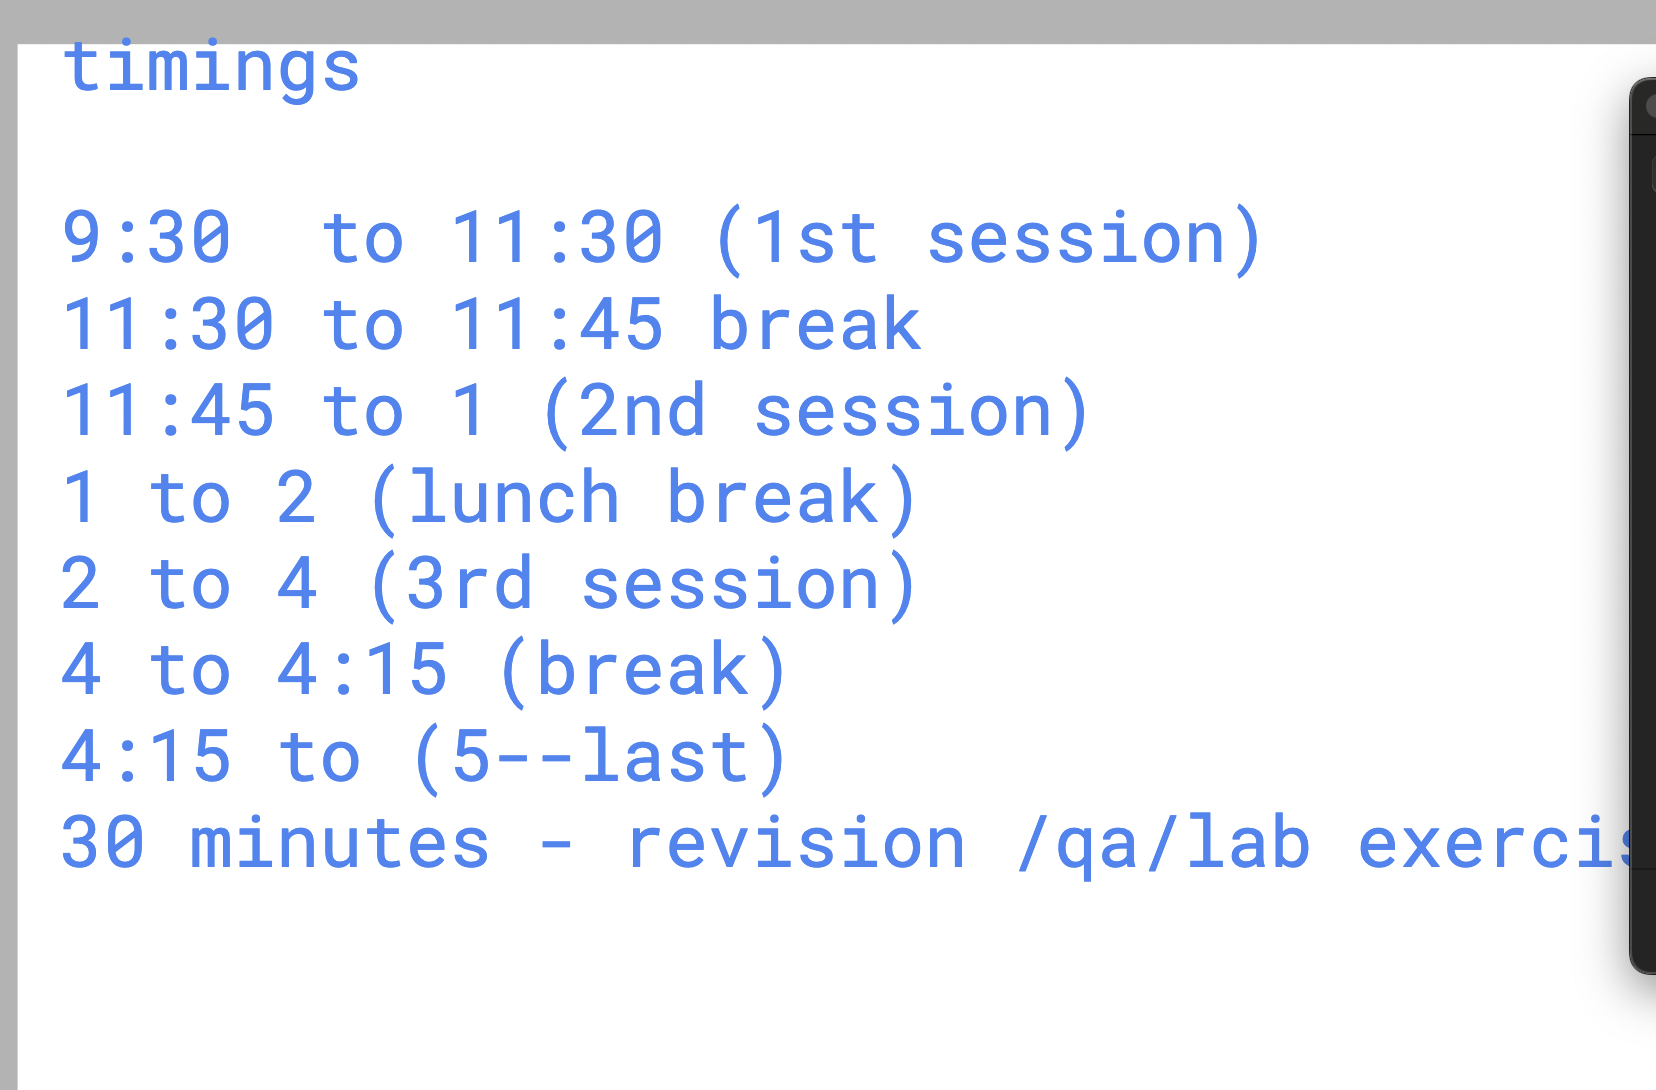 timings
9:30  to 11:30 (1st session)
11:30 to 11:45 break
11:45 to 1 (2nd session)
1 to 2 (lunch break)
2 to 4 (3rd session)
4 to 4:15 (break)
4:15 to (5--last)
30 minutes - revision /qa/lab